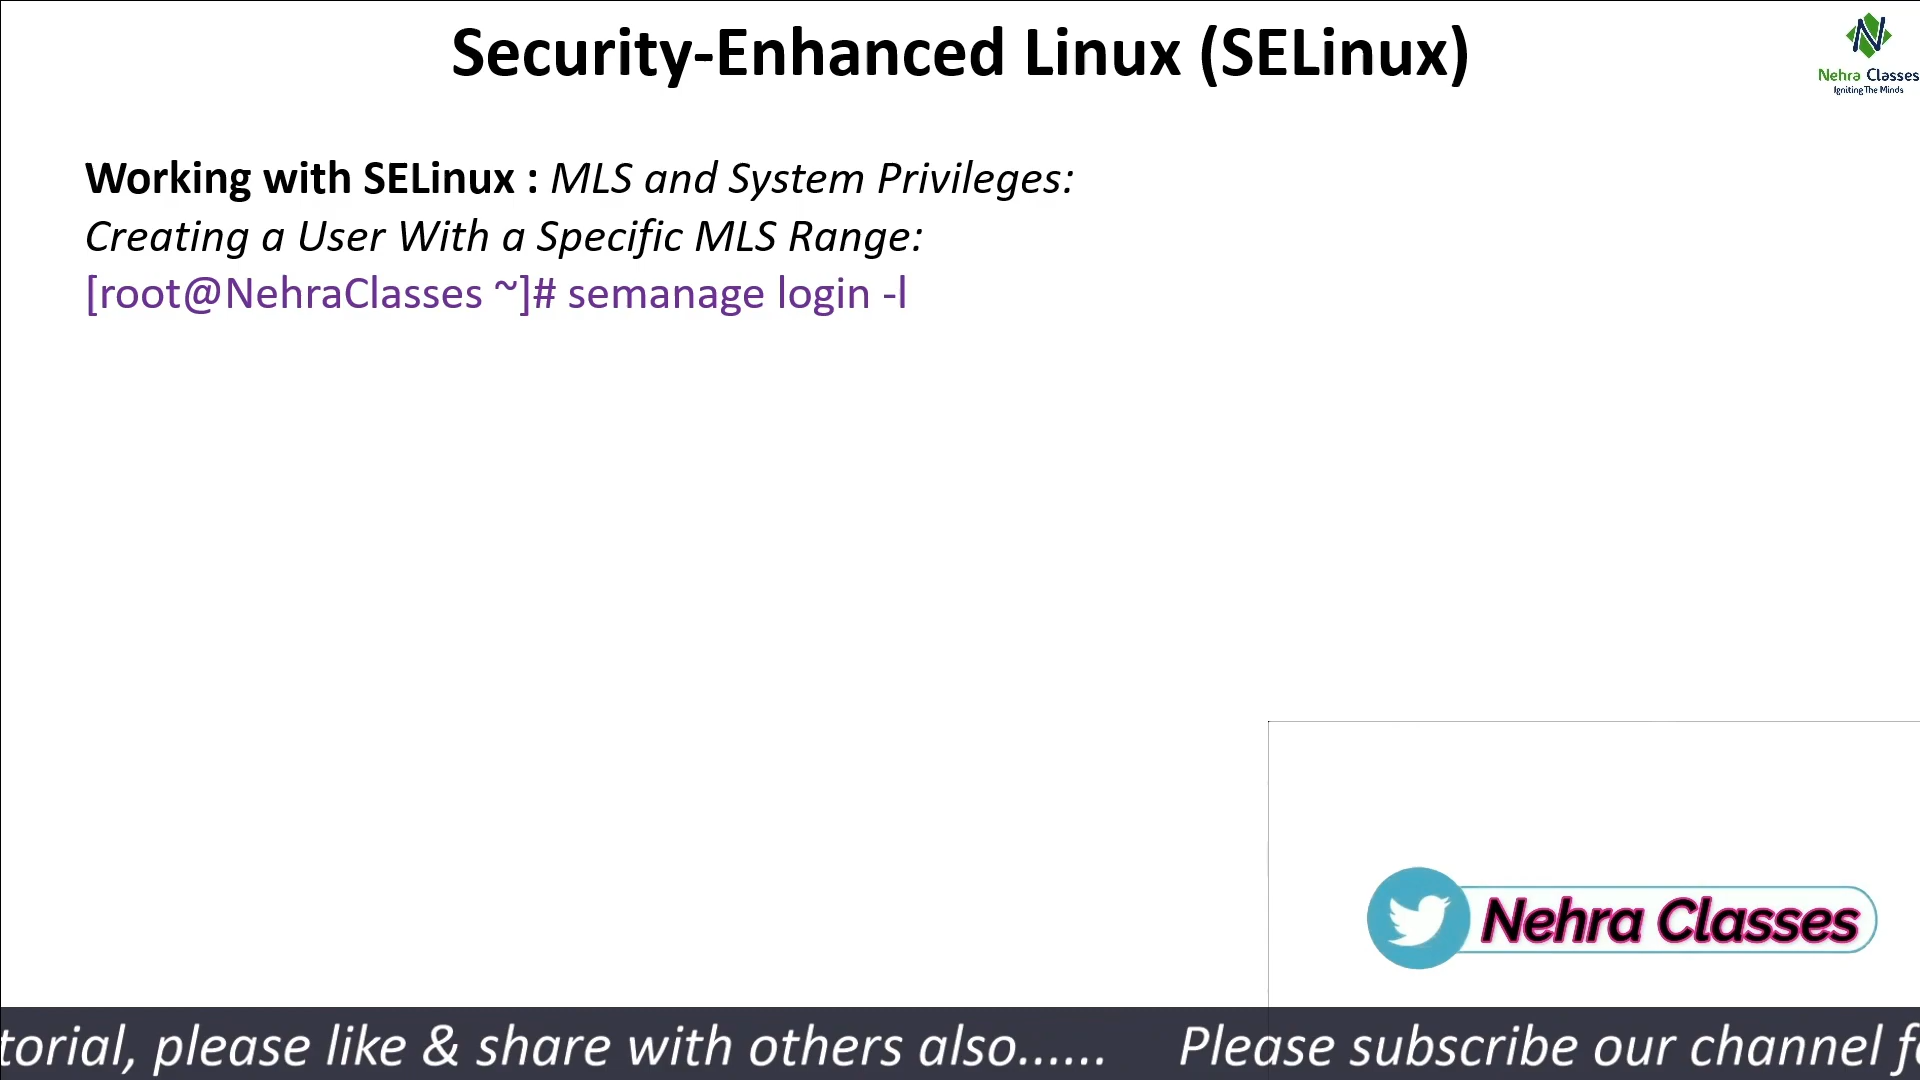 Security-Enhanced Linux (SELinux)
Nehra Classes
Igniting The Minds
Working with SELinux : MLS and System Privileges:
Creating a User With a Specific MLS Range:
[root@NehraClasses ~]# semanage login -l
Nehra Classes
torial, please like & share with others also...... Please subscribe our channel f